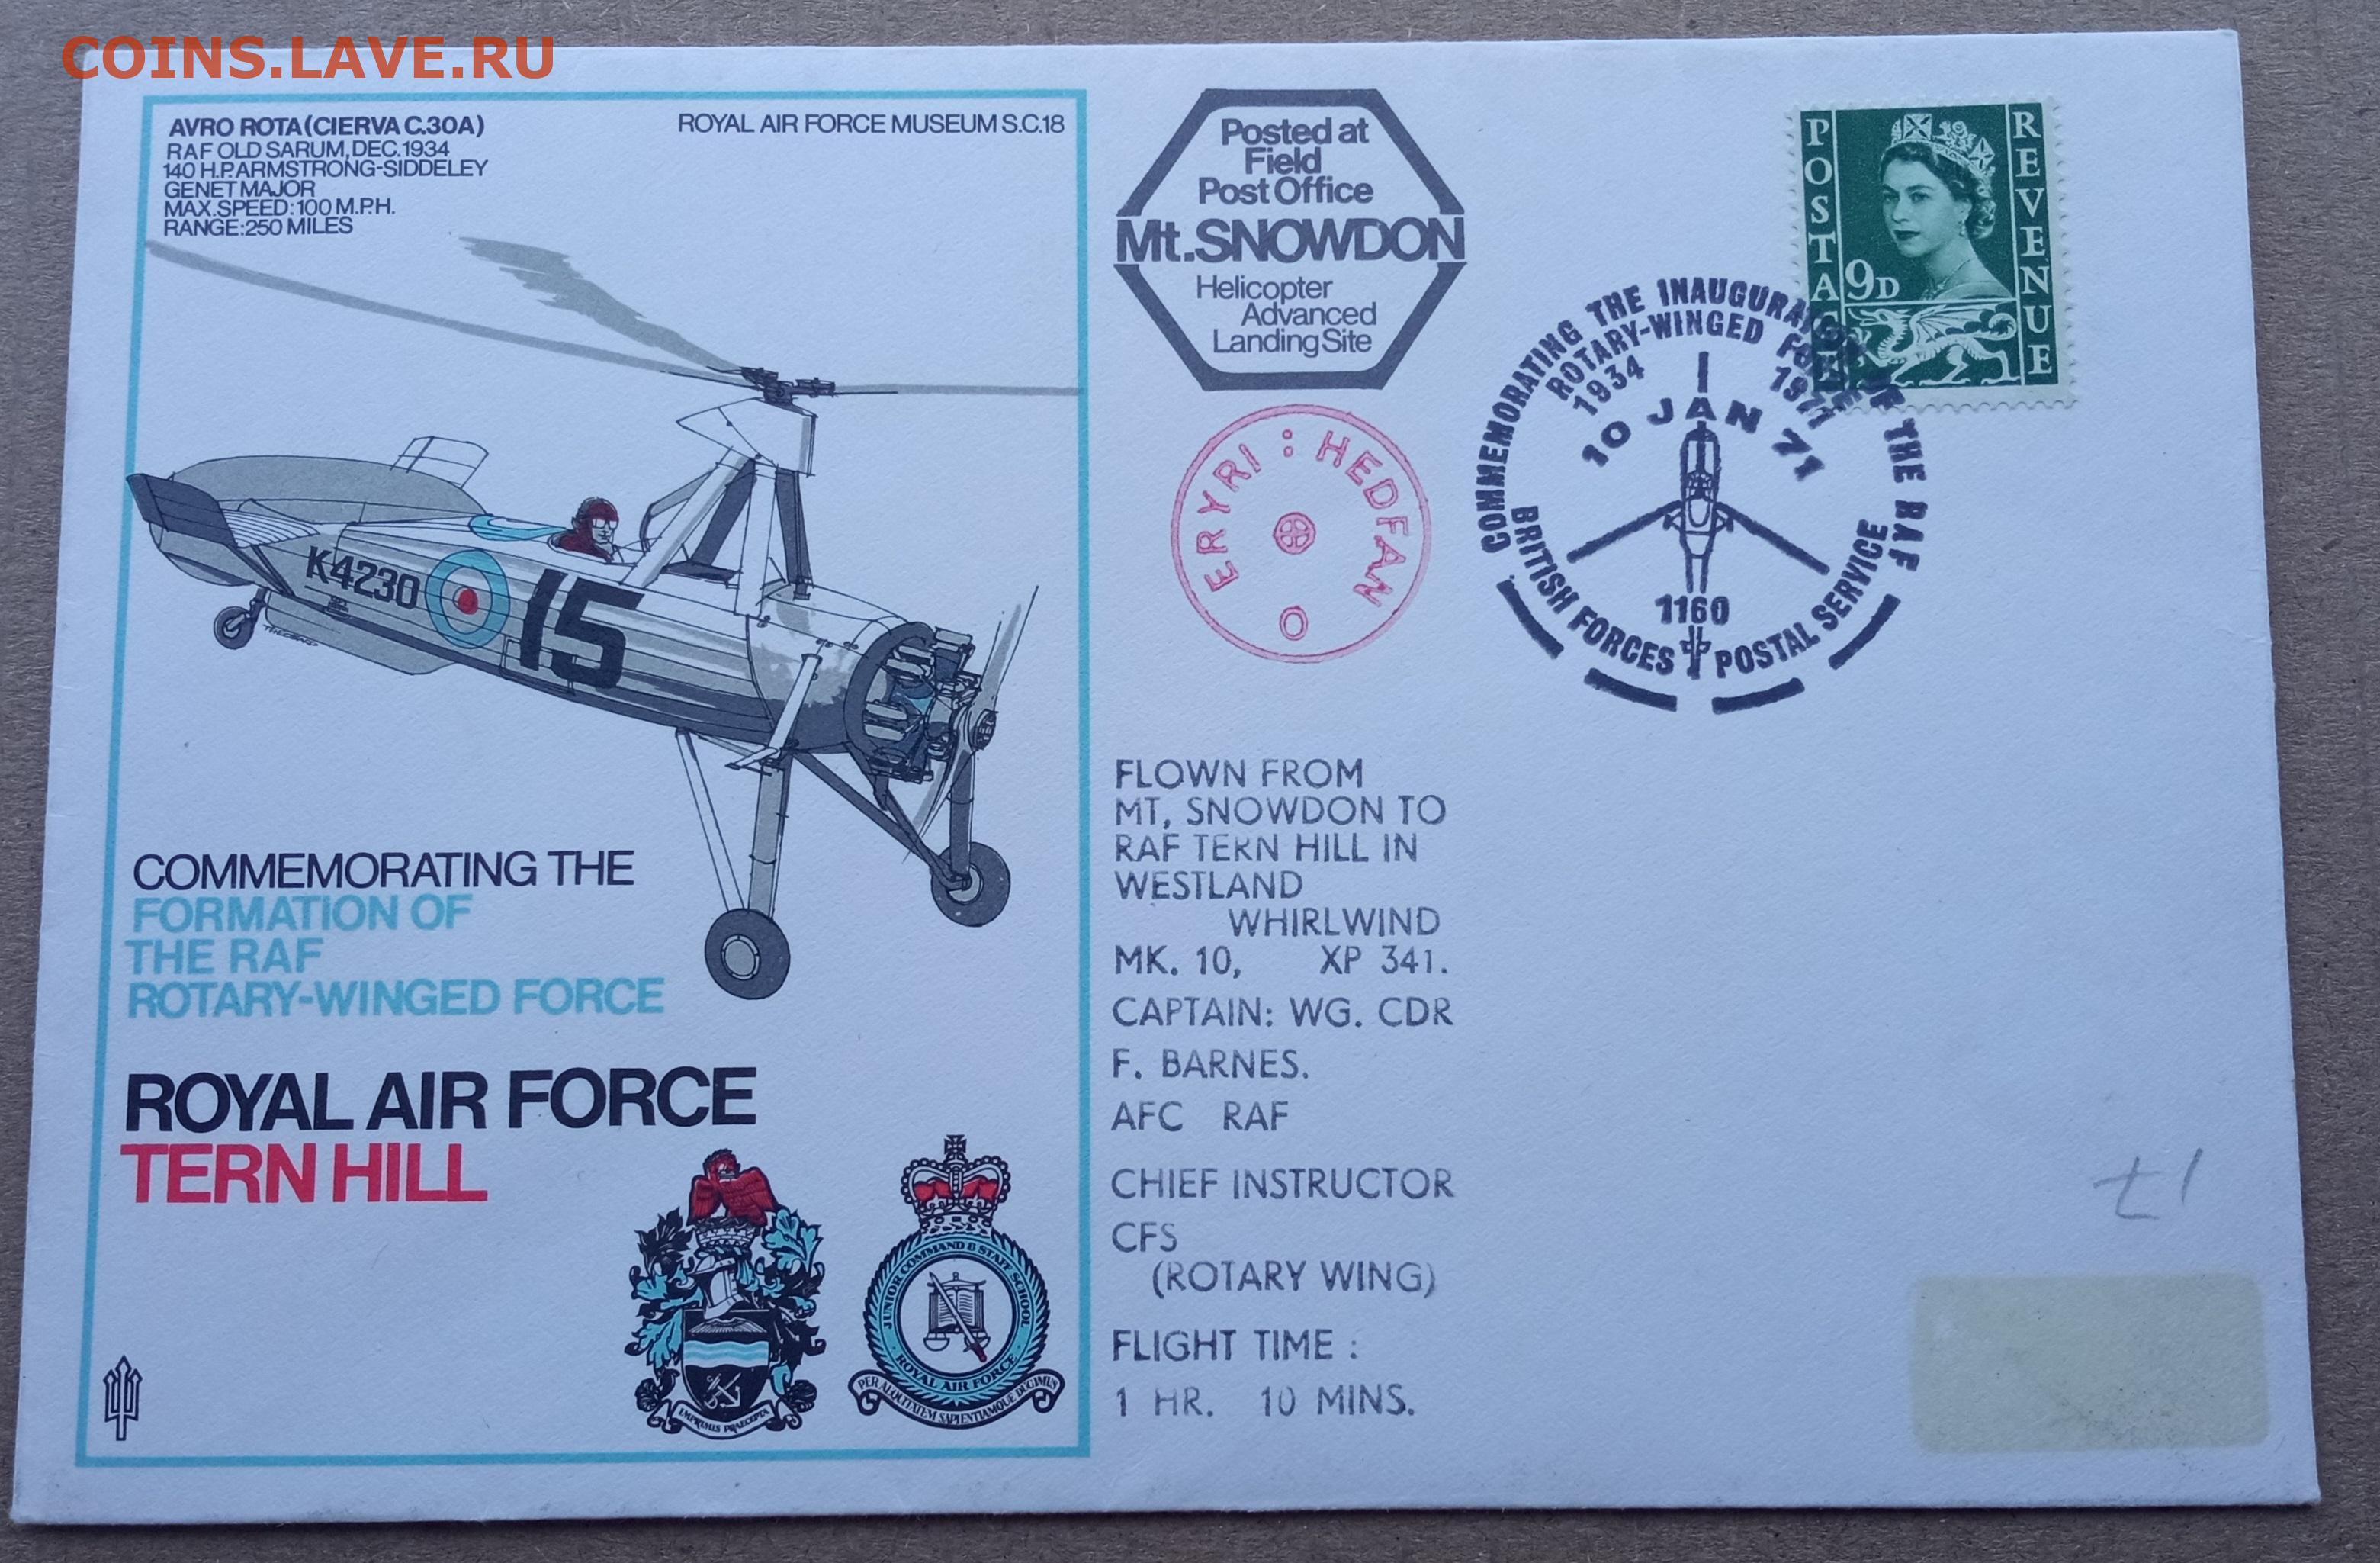 COINS.LAVE.RU
AVRO ROTA (CIERVA C.30A)
RAF OLD SARUM, DEC. 1934
140 H.P. ARMSTRONG-SIDDELEY
GENET MAJOR
MAX. SPEED: 100 M.P.H.
RANGE: 250 MILES
ROYAL AIR FORCE MUSEUM S.C.18
K4230
15
COMMEMORATING THE
FORMATION OF
THE RAF
ROTARY-WINGED FORCE
ROYAL AIR FORCE
TERN HILL
IMPRIMIS PRAECEPTA
JUNIOR COMMAND & STAFF SCHOOL
ROYAL AIR FORCE
PER AEQUITATEM SAPIENTIAMQUE DUCIMUS
Posted at
Field
Post Office
Mt. SNOWDON
Helicopter
Advanced
Landing Site
ERYRI : HEDFAN O
COMMEMORATING THE INAUGURATION OF THE RAF
ROTARY-WINGED FORCE
1934 1971
10 JAN 71
1160
BRITISH FORCES POSTAL SERVICE
POSTAGE
REVENUE
9D
FLOWN FROM
MT, SNOWDON TO
RAF TERN HILL IN
WESTLAND
WHIRLWIND
MK. 10, XP 341.
CAPTAIN: WG. CDR
F. BARNES.
AFC RAF
CHIEF INSTRUCTOR
CFS
(ROTARY WING)
FLIGHT TIME :
1 HR. 10 MINS.